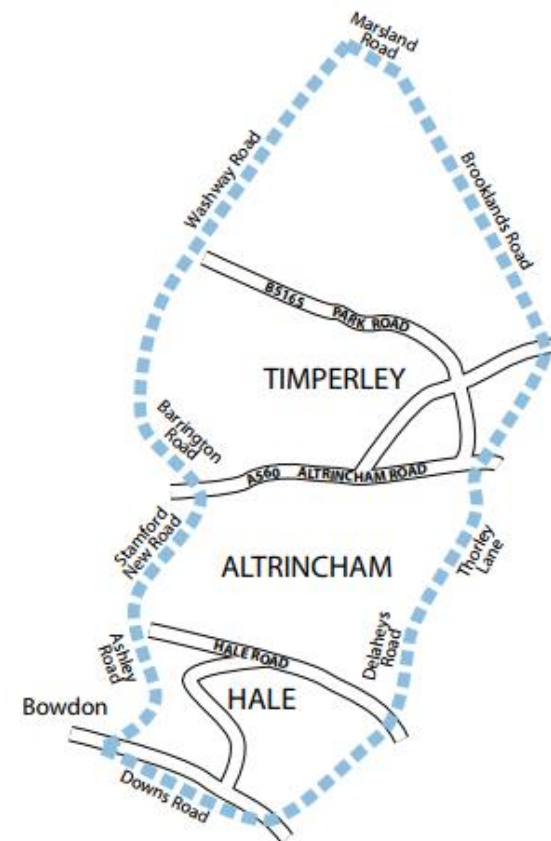 Marsland
Road
Washway Road
Brooklands Road
B5165 PARK ROAD
TIMPERLEY
Barrington
Road
A560 ALTRINCHAM ROAD
Stamford
New Road
ALTRINCHAM
Thorley
Lane
Ashley
Road
HALE ROAD
Delaheys
Road
HALE
Bowdon
Downs Road